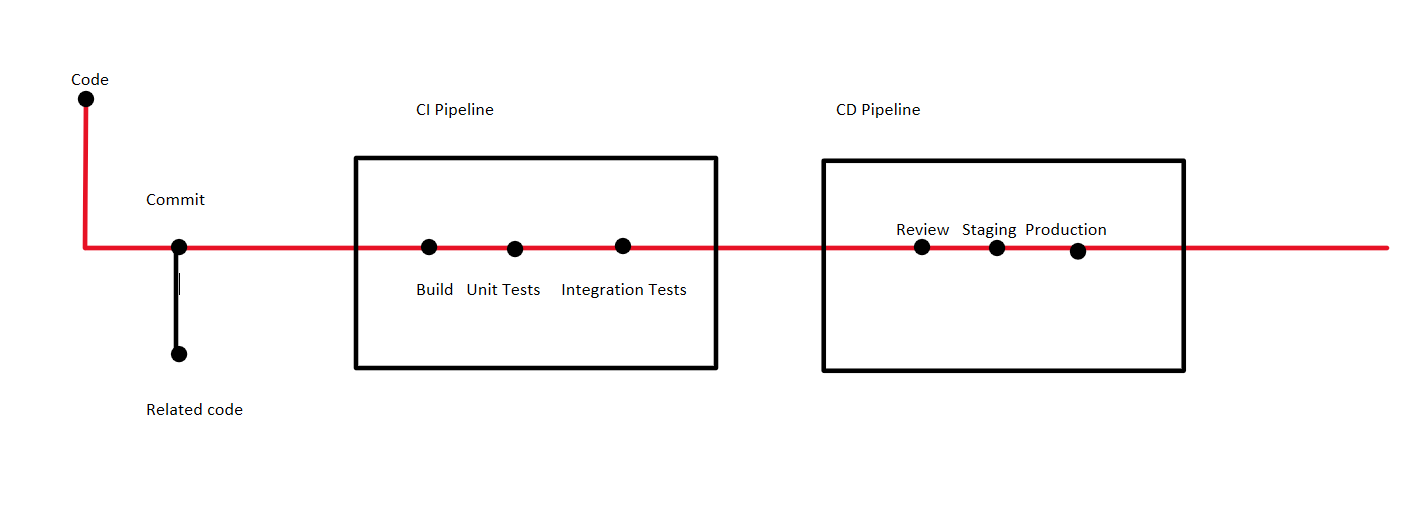 Code
CI Pipeline
CD Pipeline
Commit
Review Staging Production
Build Unit Tests Integration Tests
Related code